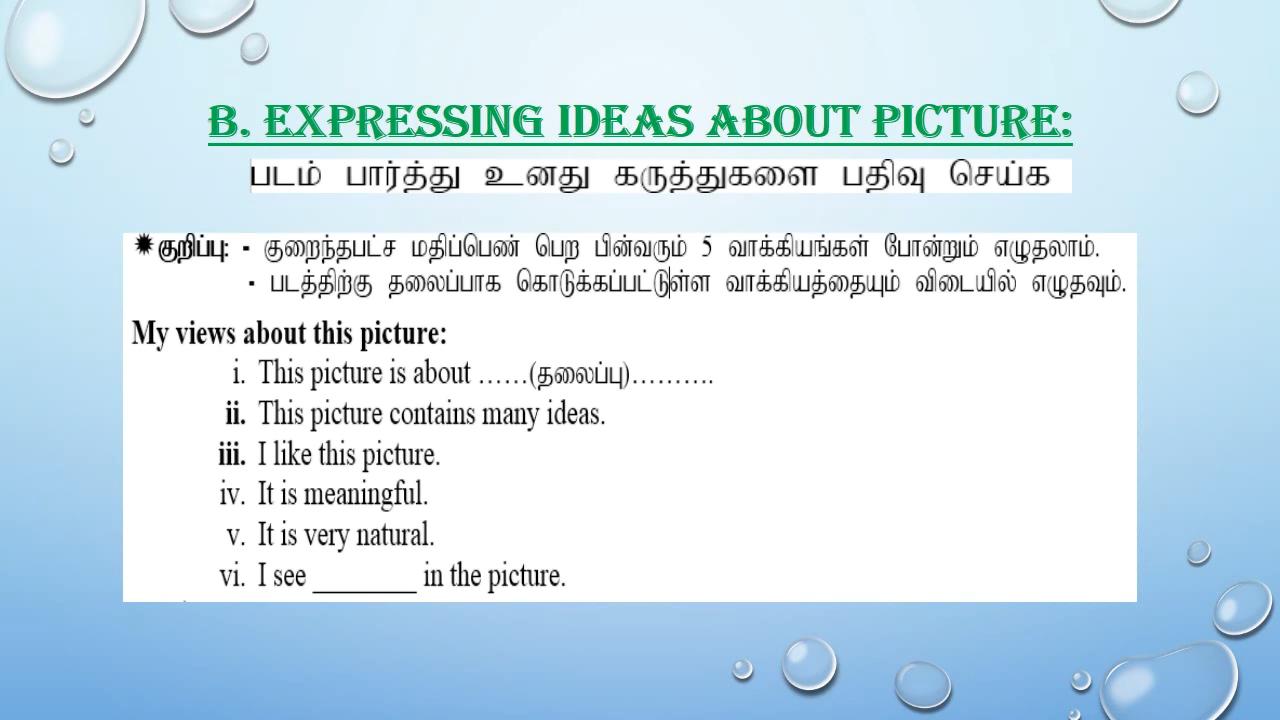 B. EXPRESSING IDEAS ABOUT PICTURE:
படம் பார்த்து உனது கருத்துகளை பதிவு செய்க
✹குறிப்பு: - குறைந்தபட்ச மதிப்பெண் பெற பின்வரும் 5 வாக்கியங்கள் போன்றும் எழுதலாம்.
- படத்திற்கு தலைப்பாக கொடுக்கப்பட்டுள்ள வாக்கியத்தையும் விடையில் எழுதவும்.
My views about this picture:
i. This picture is about ……(தலைப்பு)……….
ii. This picture contains many ideas.
iii. I like this picture.
iv. It is meaningful.
v. It is very natural.
vi. I see ________ in the picture.